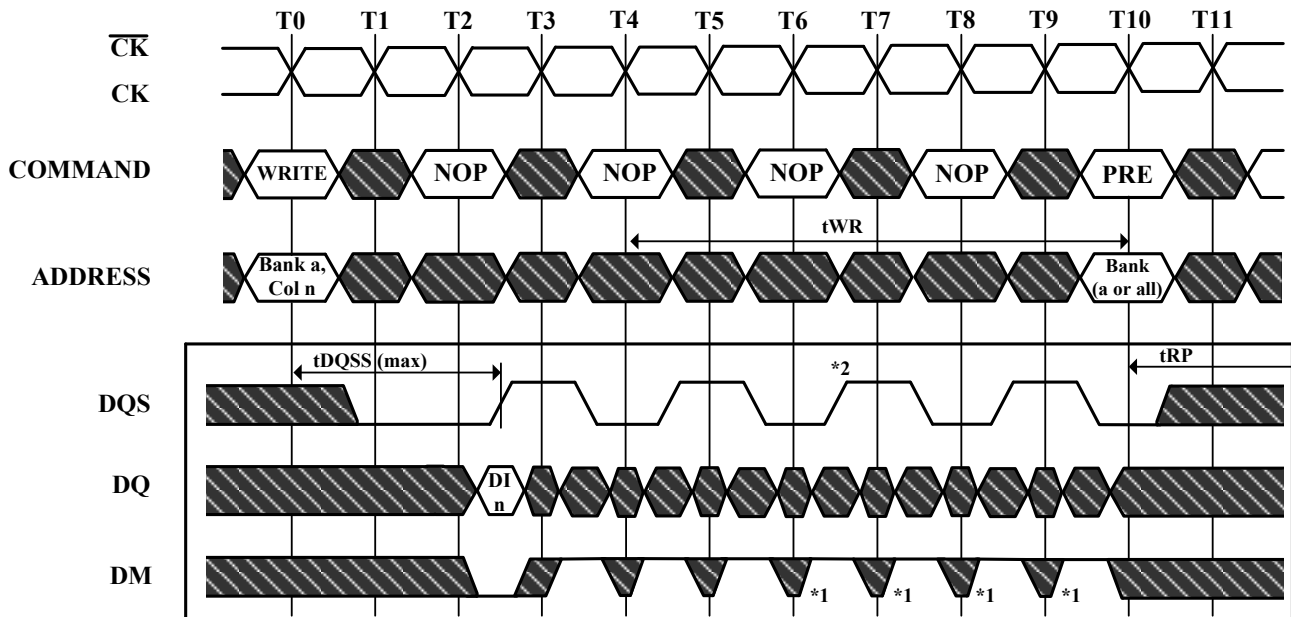 T0 T1 T2 T3 T4 T5 T6 T7 T8 T9 T10 T11
CK
CK
COMMAND WRITE NOP NOP NOP NOP PRE
tWR
ADDRESS Bank a, Col n Bank (a or all)
tDQSS (max) *2 tRP
DQS
DQ DI n
DM *1 *1 *1 *1